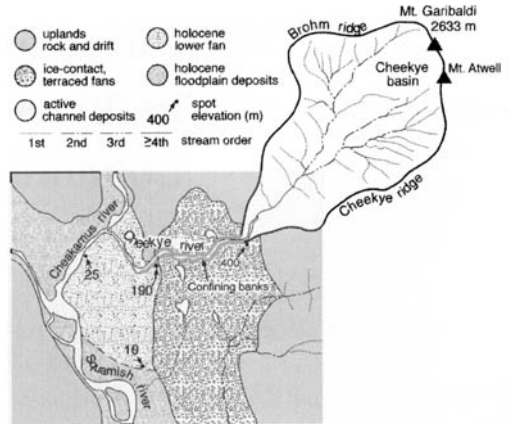 uplands
rock and drift
holocene
lower fan
ice-contact,
terraced fans
holocene
floodplain deposits
active
channel deposits
400
spot
elevation (m)
1st
2nd
3rd
≥4th
stream order
Brohm ridge
Mt. Garibaldi
2633 m
Cheekye
basin
Mt. Atwell
Cheekye ridge
Cheakamus river
Cheekye river
25
190
400
Confining banks
10
Squamish river